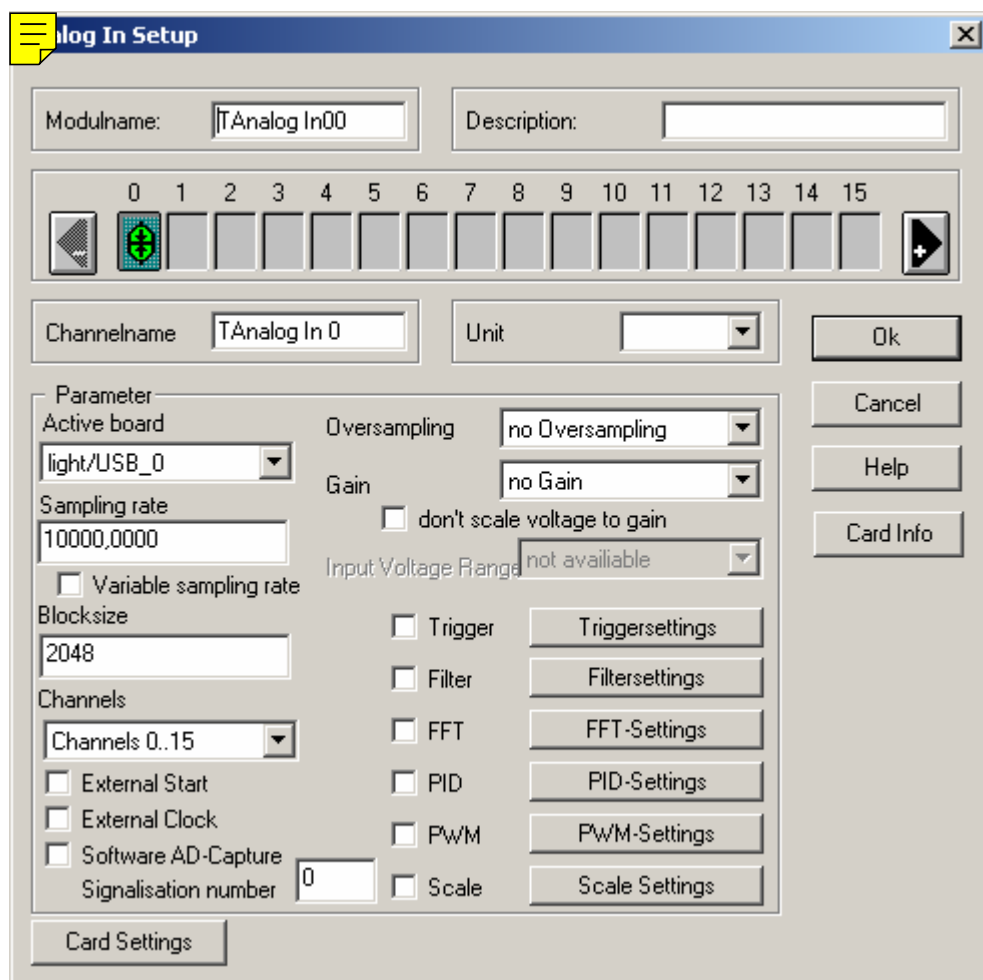 alog In Setup
Modulname: TAnalog In00 Description:
0 1 2 3 4 5 6 7 8 9 10 11 12 13 14 15
Channelname TAnalog In 0 Unit
Ok
Cancel
Help
Card Info
Parameter
Active board
light/USB_0
Sampling rate
10000,0000
Variable sampling rate
Blocksize
2048
Channels
Channels 0..15
External Start
External Clock
Software AD-Capture
Signalisation number 0
Oversampling no Oversampling
Gain no Gain
don't scale voltage to gain
Input Voltage Range not availiable
Trigger Triggersettings
Filter Filtersettings
FFT FFT-Settings
PID PID-Settings
PWM PWM-Settings
Scale Scale Settings
Card Settings